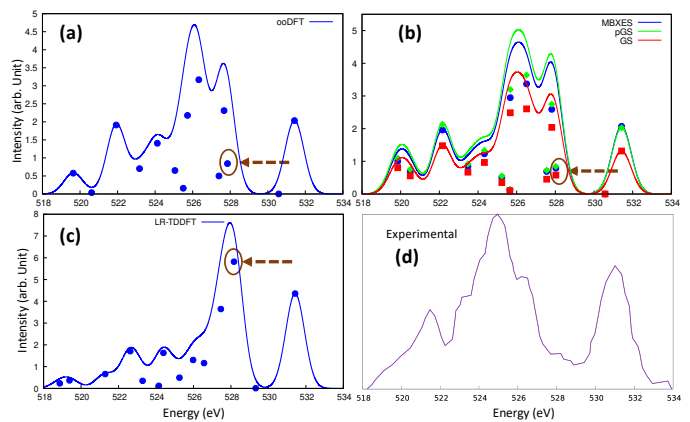 (a)
ooDFT
Intensity (arb. Unit)
5
4.5
4
3.5
3
2.5
2
1.5
1
0.5
0
518 520 522 524 526 528 530 532 534
(b)
MBXES
pGS
GS
6
5
4
3
2
1
0
518 520 522 524 526 528 530 532 534
(c)
LR-TDDFT
Intensity (arb. Unit)
8
7
6
5
4
3
2
1
0
518 520 522 524 526 528 530 532 534
Energy (eV)
Experimental
(d)
518 520 522 524 526 528 530 532 534
Energy (eV)